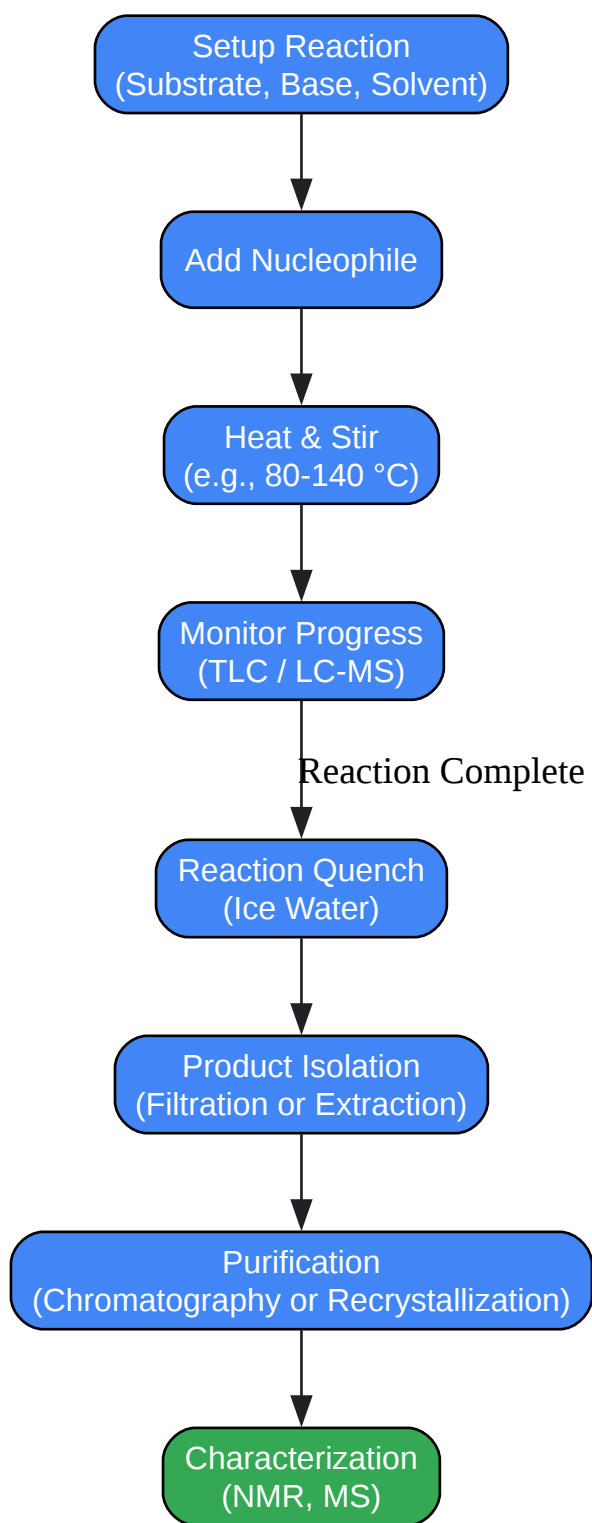 Setup Reaction
(Substrate, Base, Solvent)
Add Nucleophile
Heat & Stir
(e.g., 80-140 °C)
Monitor Progress
(TLC / LC-MS)
Reaction Complete
Reaction Quench
(Ice Water)
Product Isolation
(Filtration or Extraction)
Purification
(Chromatography or Recrystallization)
Characterization
(NMR, MS)